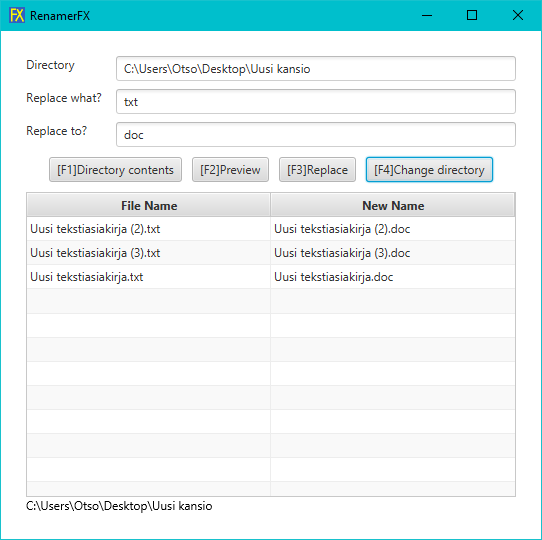 FX RenamerFX
Directory C:\Users\Otso\Desktop\Uusi kansio
Replace what? txt
Replace to? doc
[F1]Directory contents [F2]Preview [F3]Replace [F4]Change directory
File Name New Name
Uusi tekstiasiakirja (2).txt Uusi tekstiasiakirja (2).doc
Uusi tekstiasiakirja (3).txt Uusi tekstiasiakirja (3).doc
Uusi tekstiasiakirja.txt Uusi tekstiasiakirja.doc
C:\Users\Otso\Desktop\Uusi kansio